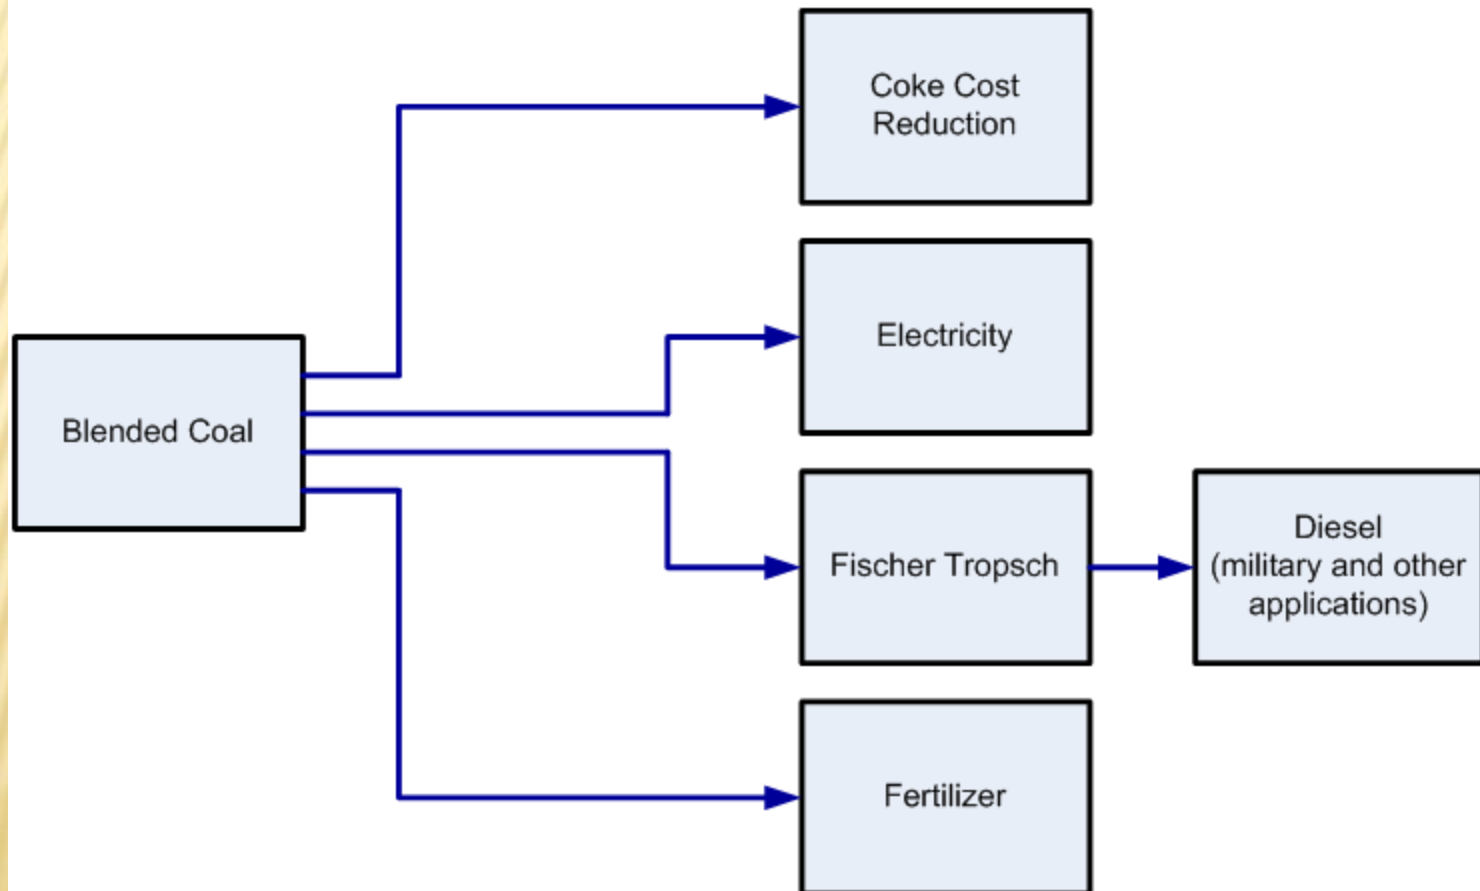 Coke Cost
Reduction
Electricity
Blended Coal
Fischer Tropsch
Diesel
(military and other
applications)
Fertilizer